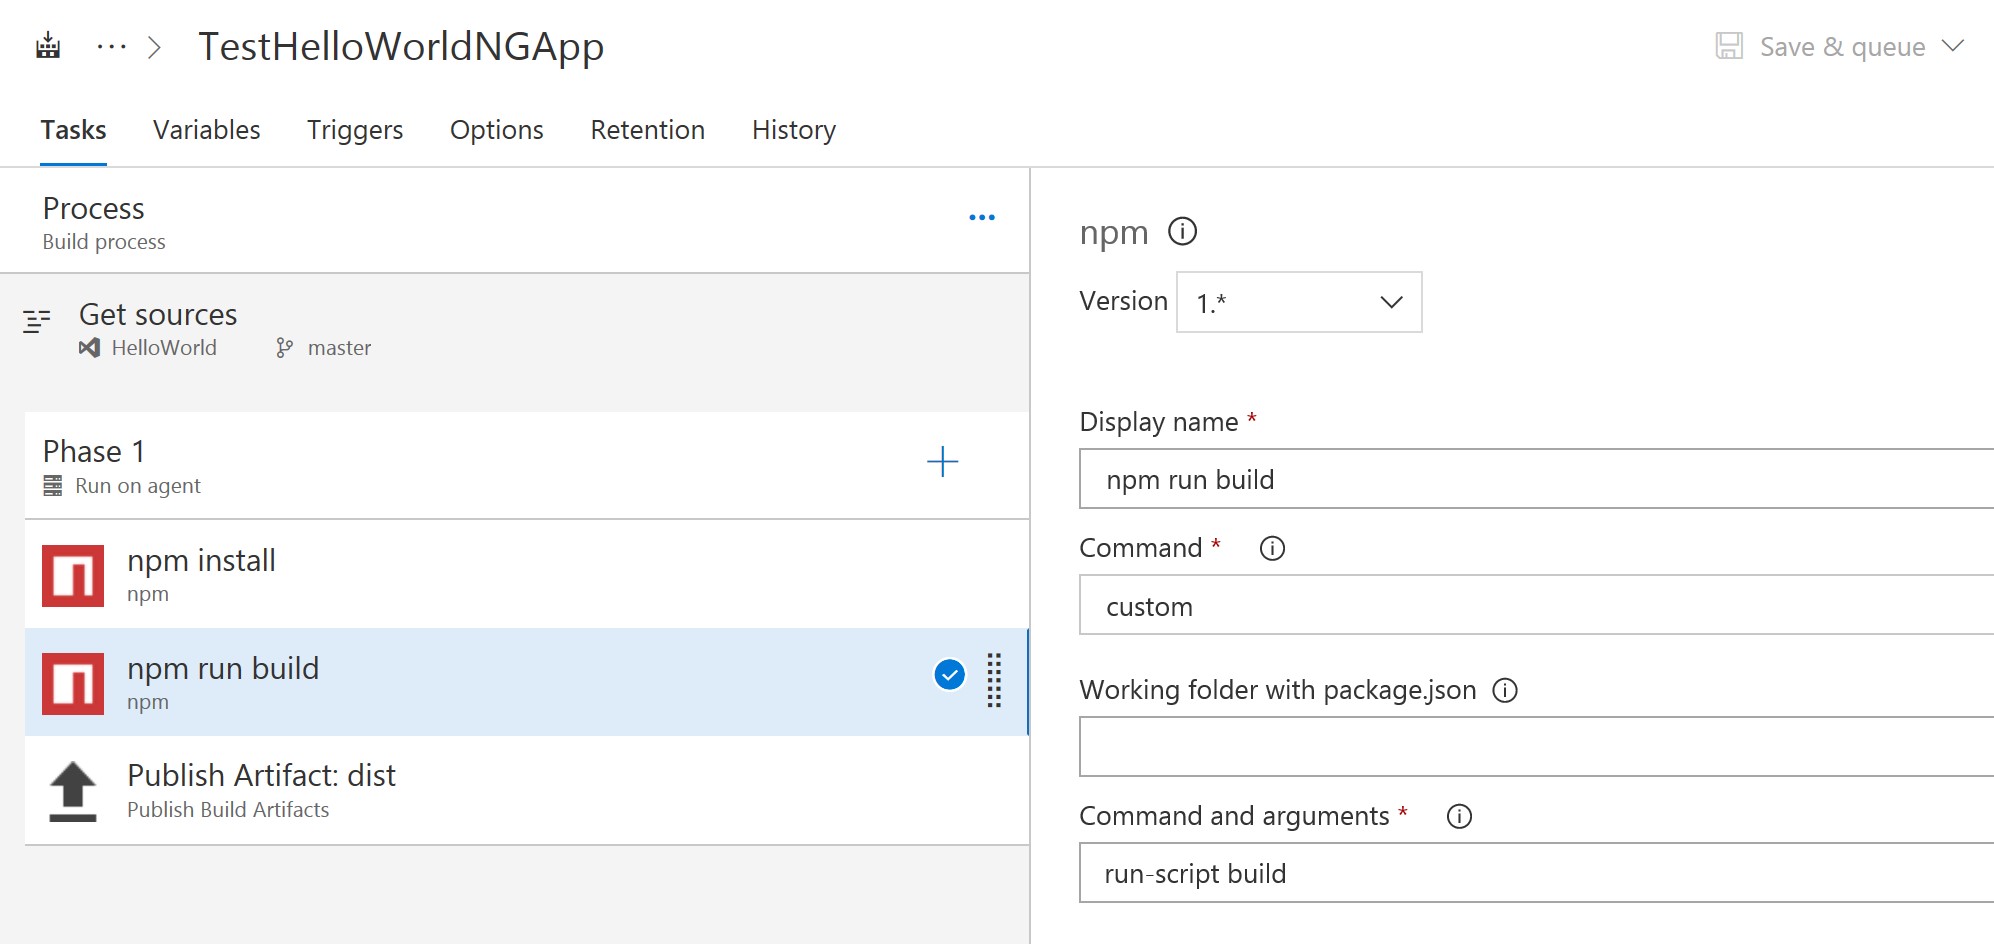 ... > TestHelloWorldNGApp
Save & queue
Tasks Variables Triggers Options Retention History
Process
Build process
...
Get sources
HelloWorld master
Phase 1
Run on agent
npm install
npm
npm run build
npm
Publish Artifact: dist
Publish Build Artifacts
npm
Version 1.*
Display name *
npm run build
Command *
custom
Working folder with package.json
Command and arguments *
run-script build